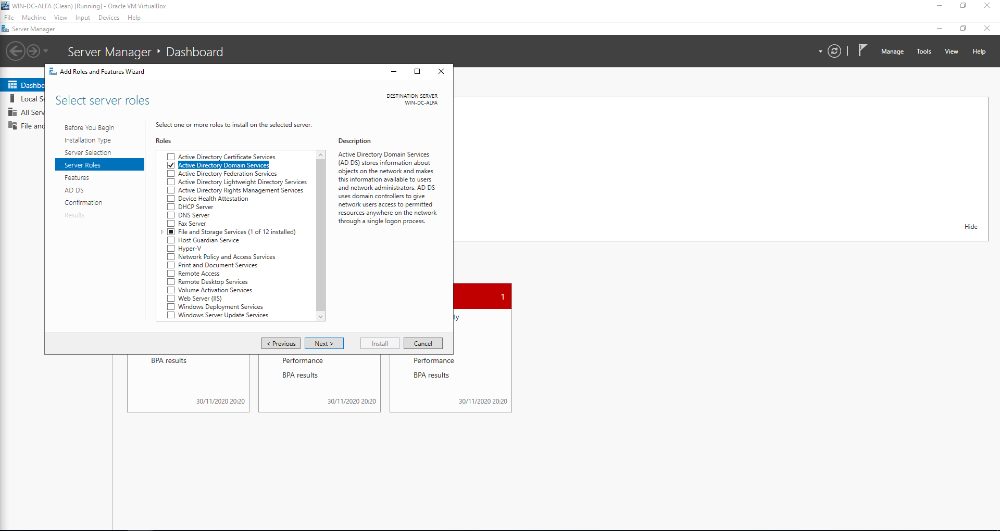 WIN-DC-ALFA (Clean) [Running] - Oracle VM VirtualBox
File Machine View Input Devices Help
Server Manager
Server Manager Dashboard
Manage Tools View Help
Dashbo
Local Se
All Serv
File and
Add Roles and Features Wizard
Select server roles
DESTINATION SERVER
WIN-DC-ALFA
Before You Begin
Installation Type
Server Selection
Server Roles
Features
AD DS
Confirmation
Results
Select one or more roles to install on the selected server.
Roles
Active Directory Certificate Services
Active Directory Domain Services
Active Directory Federation Services
Active Directory Lightweight Directory Services
Active Directory Rights Management Services
Device Health Attestation
DHCP Server
DNS Server
Fax Server
File and Storage Services (1 of 12 installed)
Host Guardian Service
Hyper-V
Network Policy and Access Services
Print and Document Services
Remote Access
Remote Desktop Services
Volume Activation Services
Web Server (IIS)
Windows Deployment Services
Windows Server Update Services
Description
Active Directory Domain Services
(AD DS) stores information about
objects on the network and makes
this information available to users
and network administrators. AD DS
uses domain controllers to give
network users access to permitted
resources anywhere on the network
through a single logon process.
< Previous
Next >
Install
Cancel
Hide
1
ty
BPA results
30/11/2020 20:20
Performance
BPA results
30/11/2020 20:20
Performance
BPA results
30/11/2020 20:20